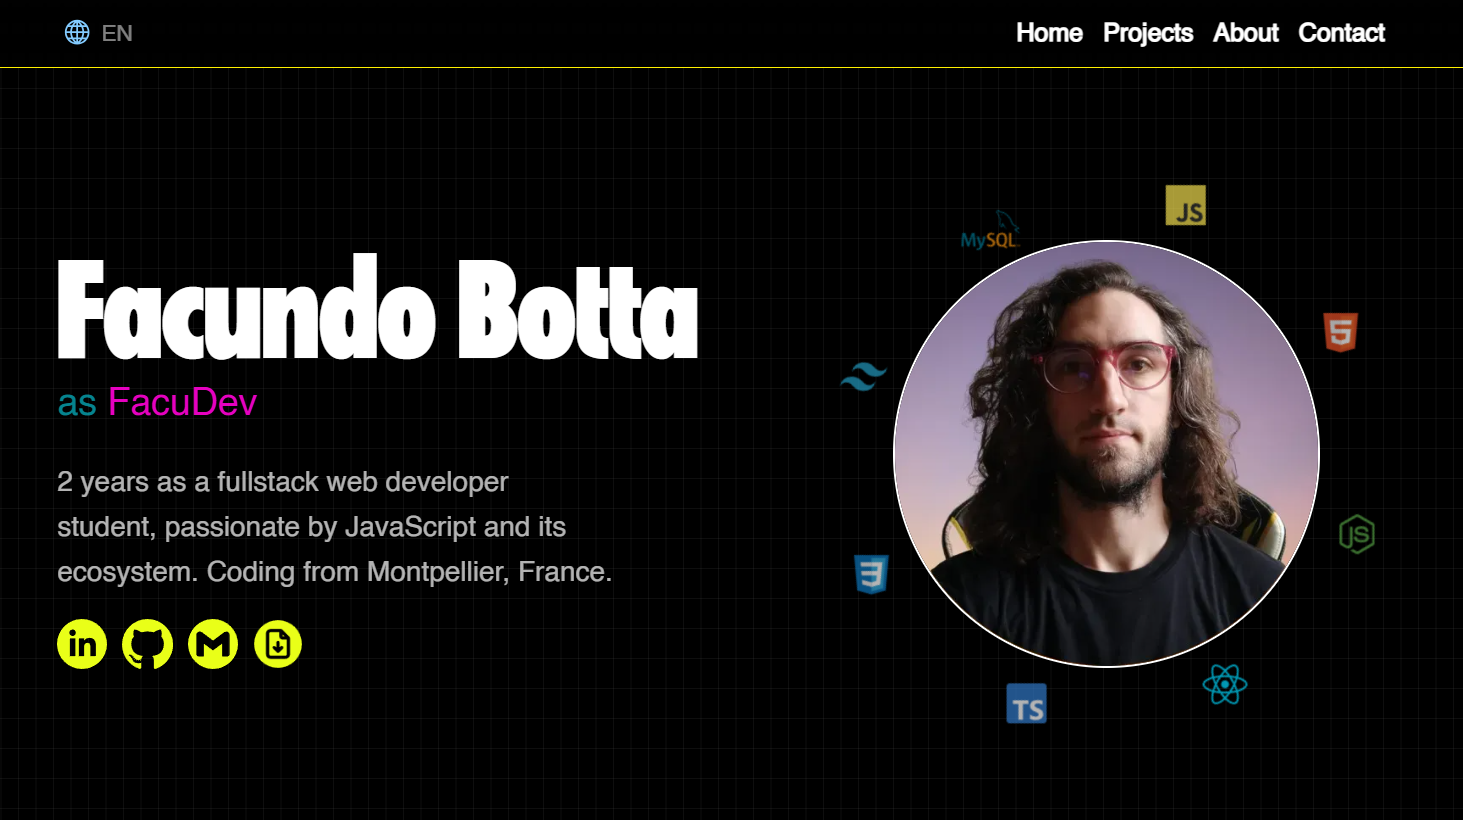 EN
Home Projects About Contact
Facundo Botta
as FacuDev
2 years as a fullstack web developer
student, passionate by JavaScript and its
ecosystem. Coding from Montpellier, France.
in
JS
MySQL
5
JS
3
TS